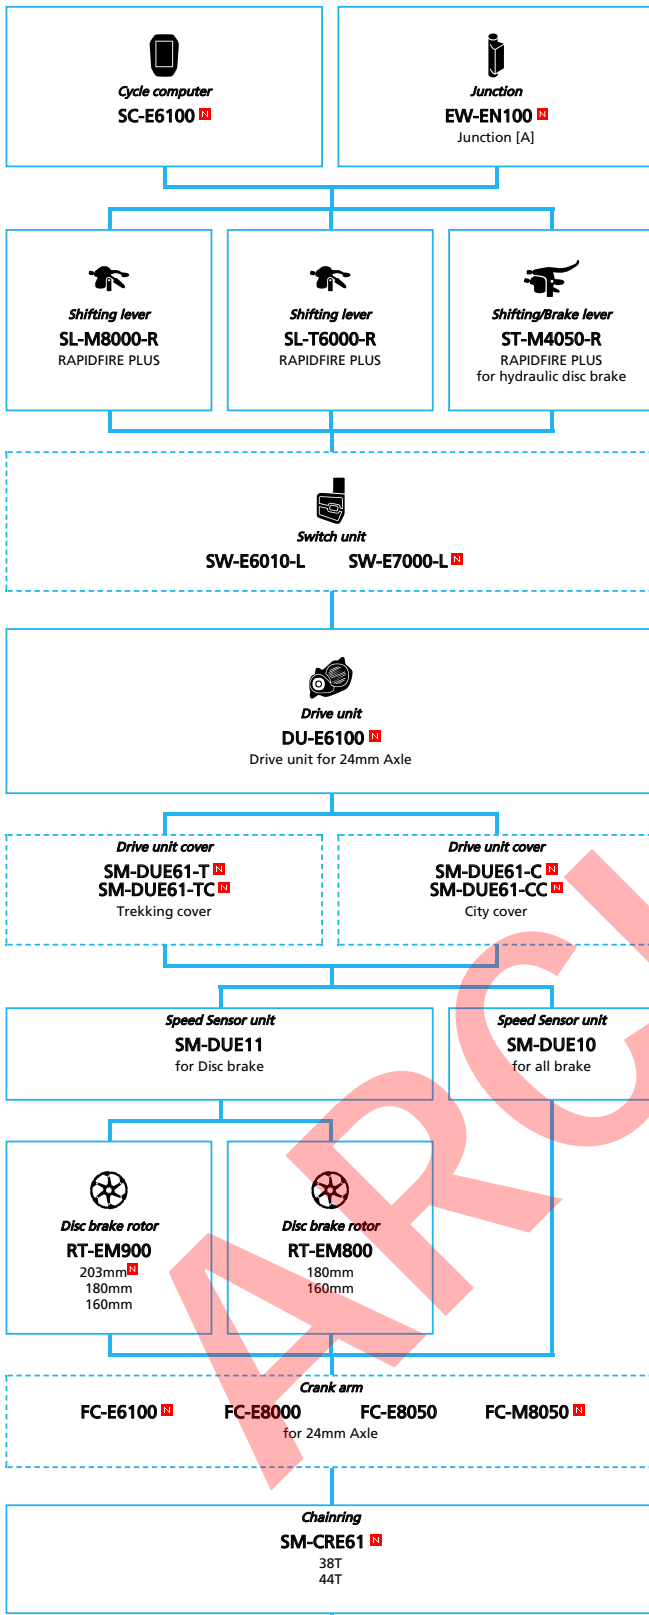 Cycle computer
SC-E6100 N
Junction
EW-EN100 N
Junction [A]
Shifting lever
SL-M8000-R
RAPIDFIRE PLUS
Shifting lever
SL-T6000-R
RAPIDFIRE PLUS
Shifting/Brake lever
ST-M4050-R
RAPIDFIRE PLUS
for hydraulic disc brake
Switch unit
SW-E6010-L SW-E7000-L N
Drive unit
DU-E6100 N
Drive unit for 24mm Axle
Drive unit cover
SM-DUE61-T N
SM-DUE61-TC N
Trekking cover
Drive unit cover
SM-DUE61-C N
SM-DUE61-CC N
City cover
Speed Sensor unit
SM-DUE11
for Disc brake
Speed Sensor unit
SM-DUE10
for all brake
Disc brake rotor
RT-EM900
203mm N
180mm
160mm
Disc brake rotor
RT-EM800
180mm
160mm
Crank arm
FC-E6100 N FC-E8000 FC-E8050 FC-M8050 N
for 24mm Axle
Chainring
SM-CRE61 N
38T
44T